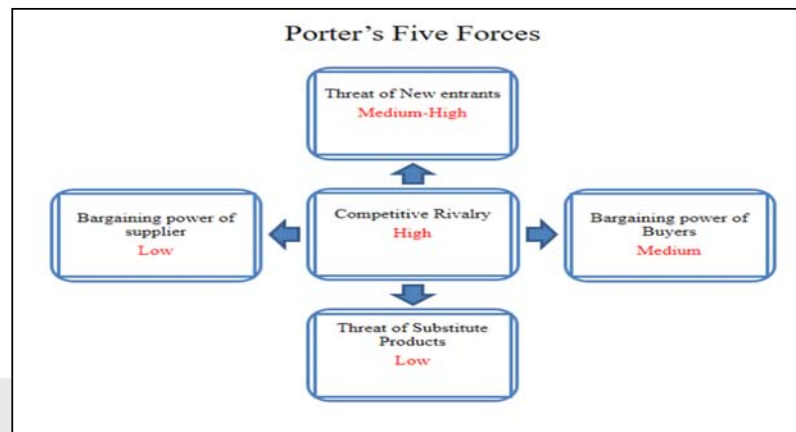 Porter's Five Forces
Threat of New entrants
Medium-High
Bargaining power of
supplier
Low
Competitive Rivalry
High
Bargaining power of
Buyers
Medium
Threat of Substitute
Products
Low